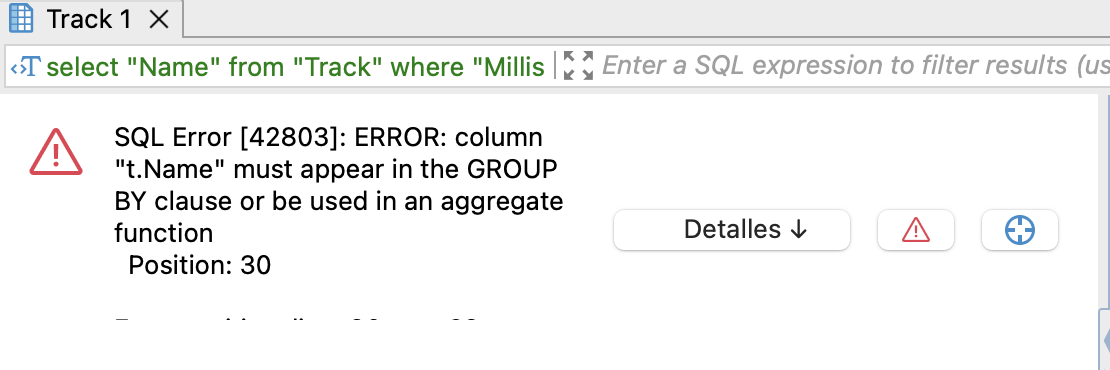 Track 1
select "Name" from "Track" where "Millis
Enter a SQL expression to filter results (us
SQL Error [42803]: ERROR: column
"t.Name" must appear in the GROUP
BY clause or be used in an aggregate
function
Position: 30
Detalles ↓